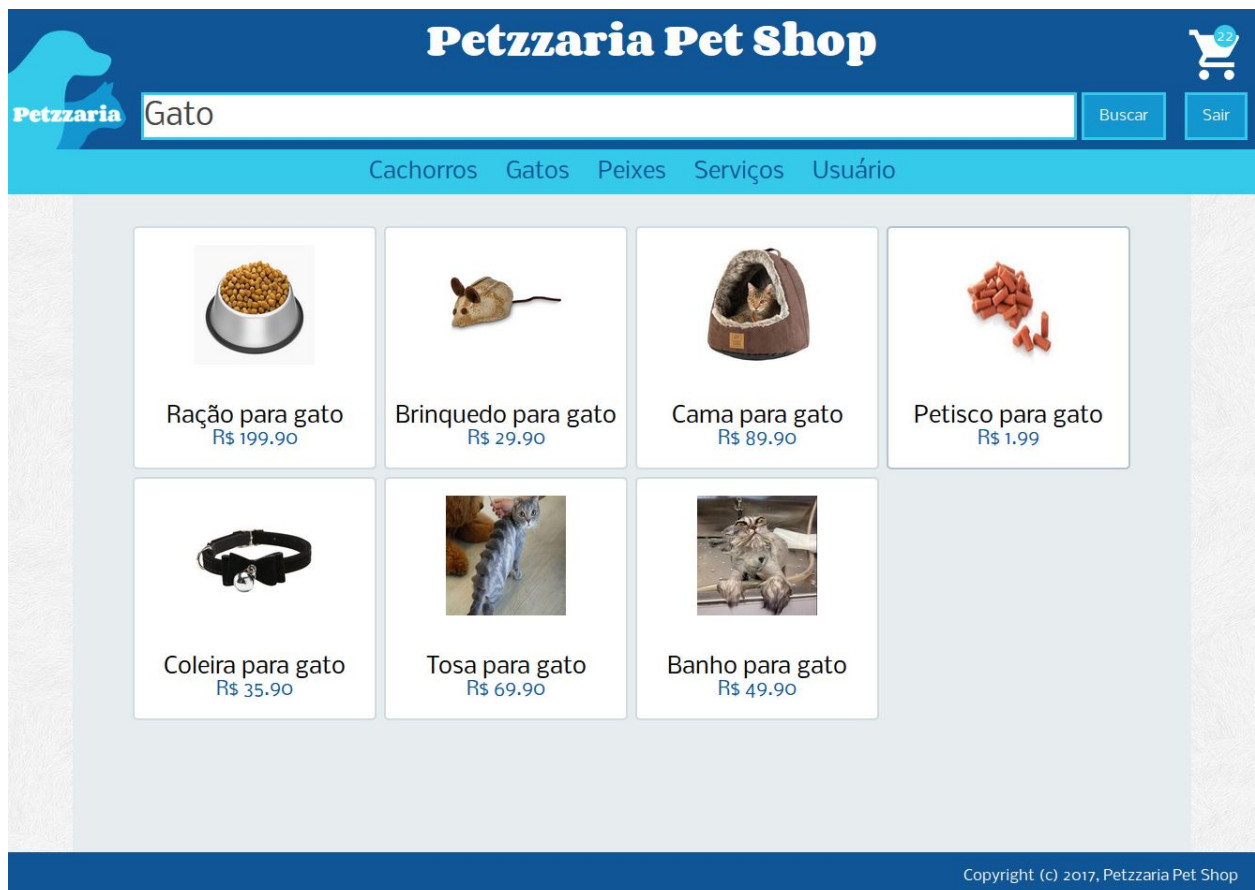 Petzzaria Pet Shop
22
Petzzaria
Gato
Buscar
Sair
Cachorros Gatos Peixes Serviços Usuário
Ração para gato
R$ 199.90
Brinquedo para gato
R$ 29.90
Cama para gato
R$ 89.90
Petisco para gato
R$ 1.99
Coleira para gato
R$ 35.90
Tosa para gato
R$ 69.90
Banho para gato
R$ 49.90
Copyright (c) 2017, Petzzaria Pet Shop